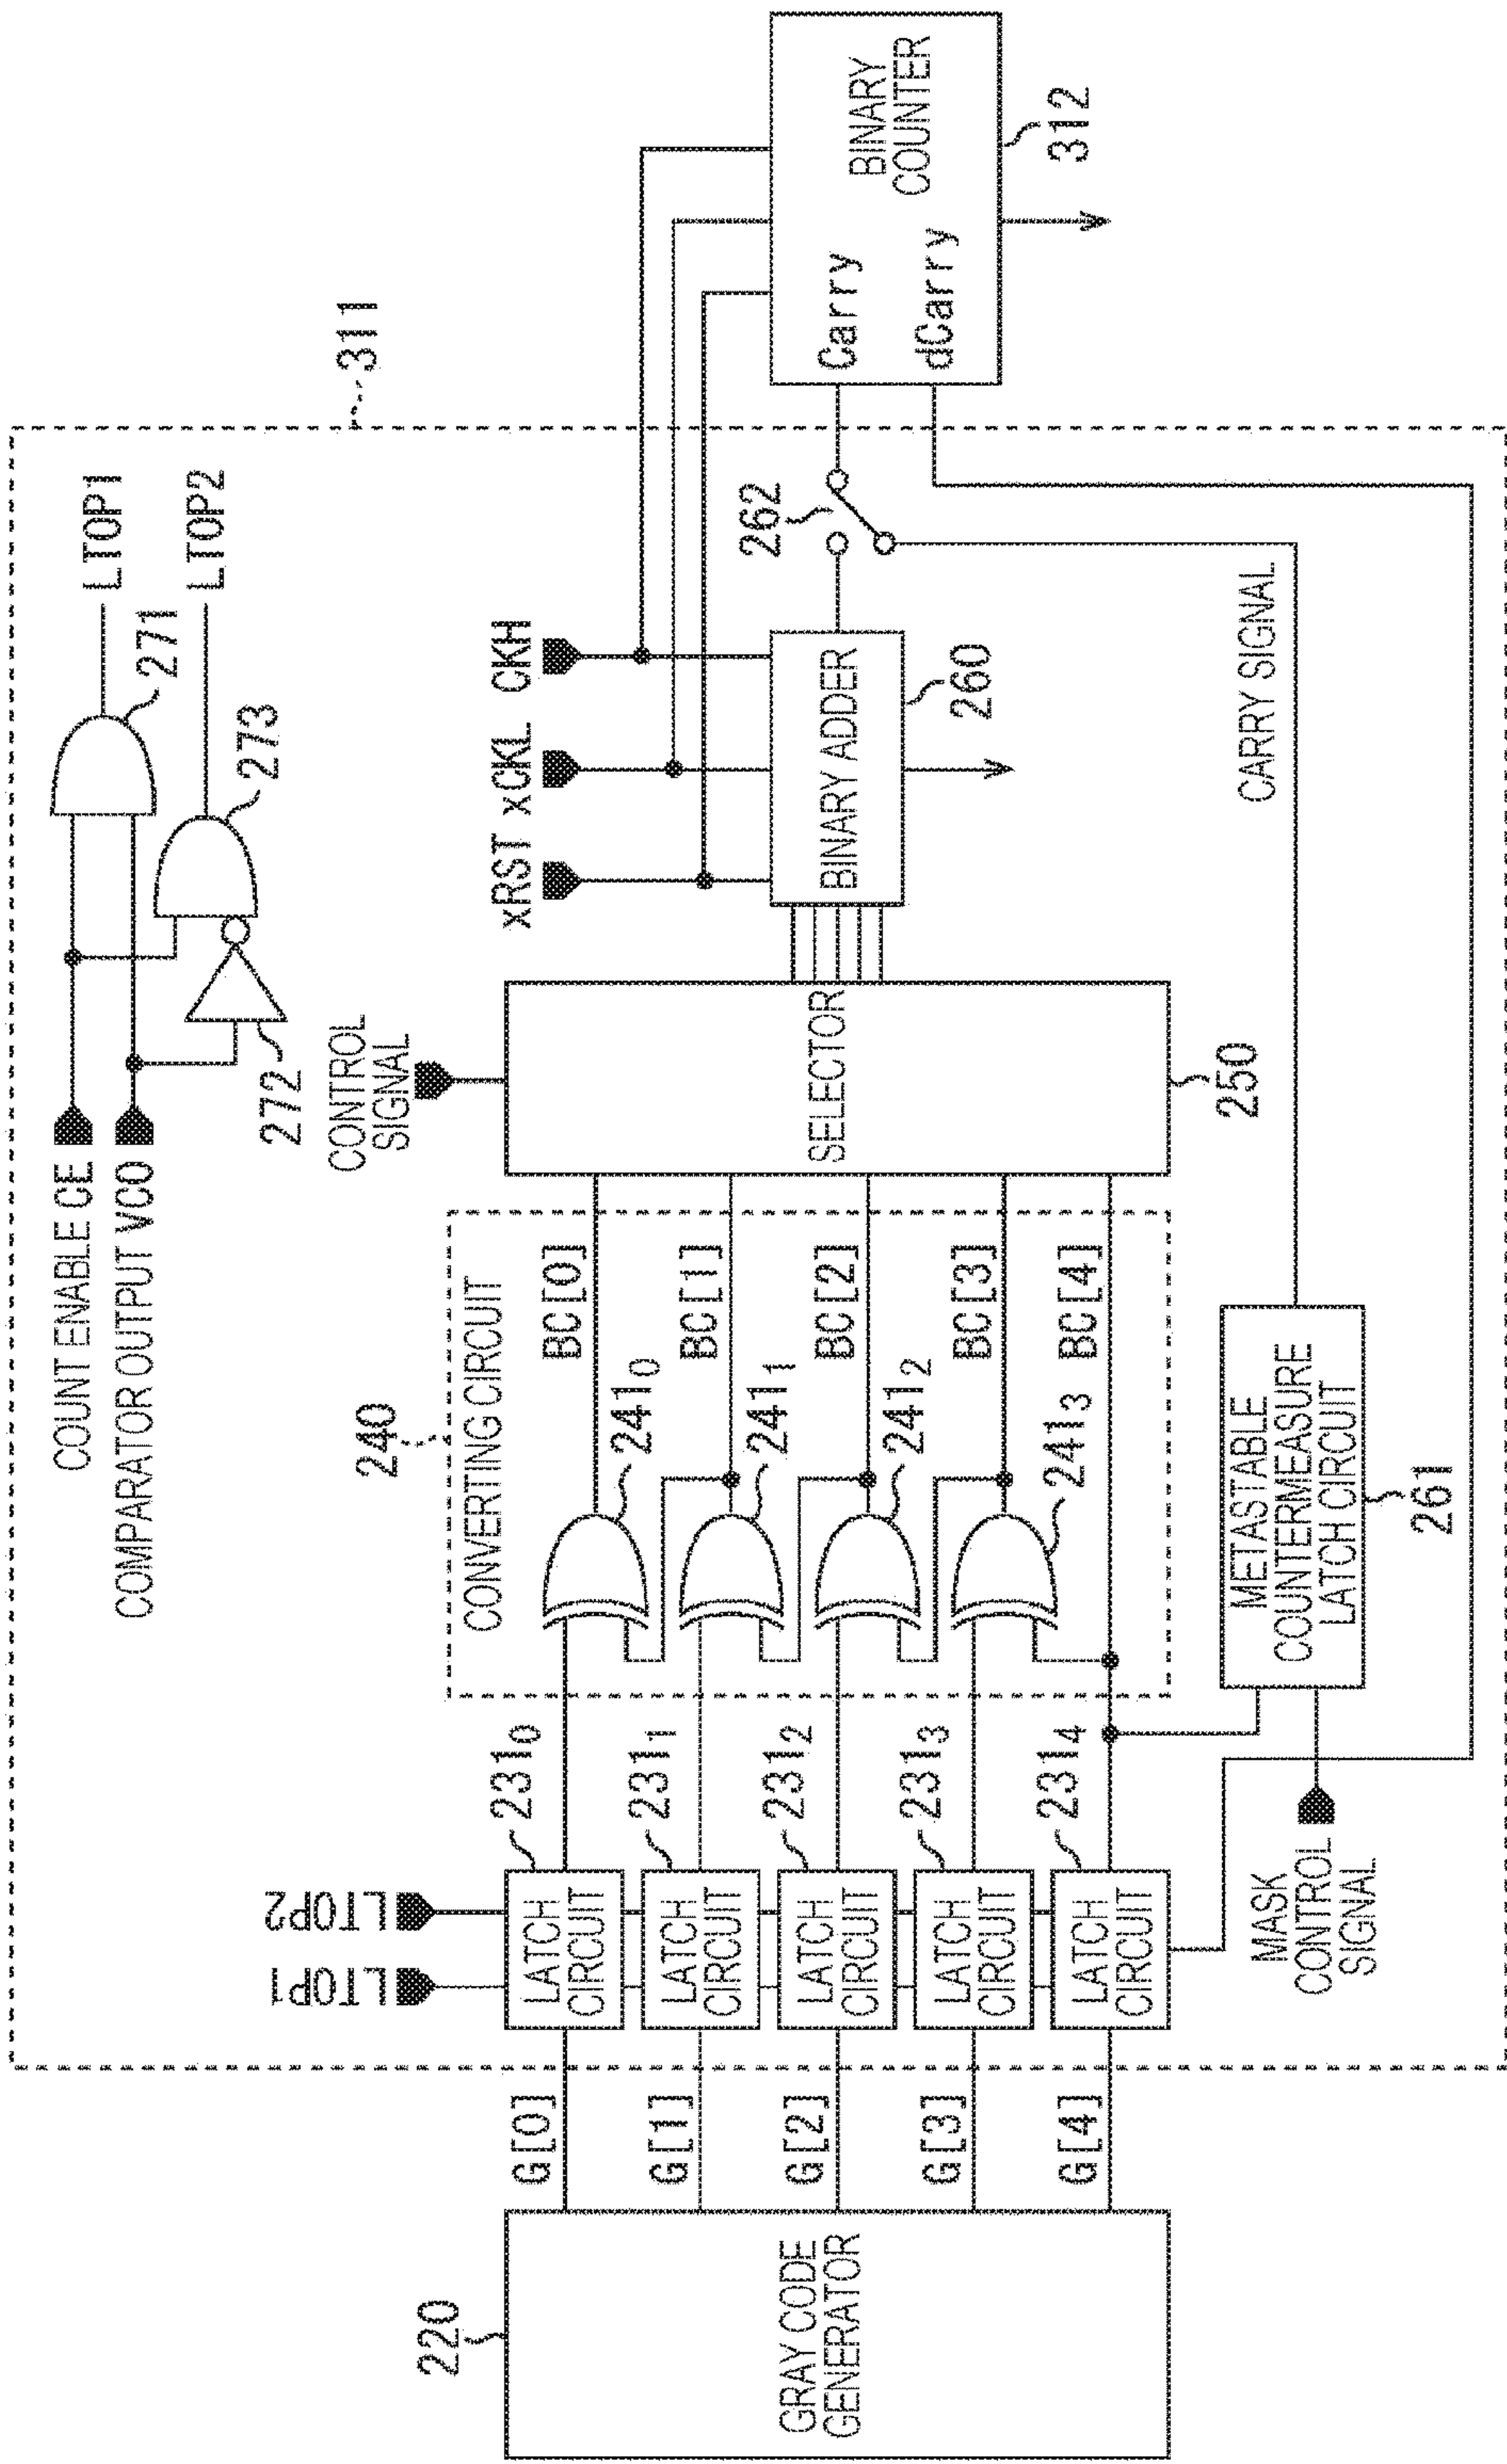 COUNT ENABLE CE
COMPARATOR OUTPUT VCO
LTOP1
LTOP2
271
273
272
311
240
CONVERTING CIRCUIT
CONTROL
SIGNAL
xRST
xCKL
CKH
220
GRAY CODE
GENERATOR
G[0]
G[1]
G[2]
G[3]
G[4]
LTOP1
LTOP2
LATCH
CIRCUIT
231₀
LATCH
CIRCUIT
231₁
LATCH
CIRCUIT
231₂
LATCH
CIRCUIT
231₃
LATCH
CIRCUIT
231₄
241₀
241₁
241₂
241₃
BC[0]
BC[1]
BC[2]
BC[3]
BC[4]
SELECTOR
250
BINARY ADDER
260
262
Carry
dCarry
BINARY
COUNTER
312
MASK
CONTROL
SIGNAL
METASTABLE
COUNTERMEASURE
LATCH CIRCUIT
261
CARRY SIGNAL